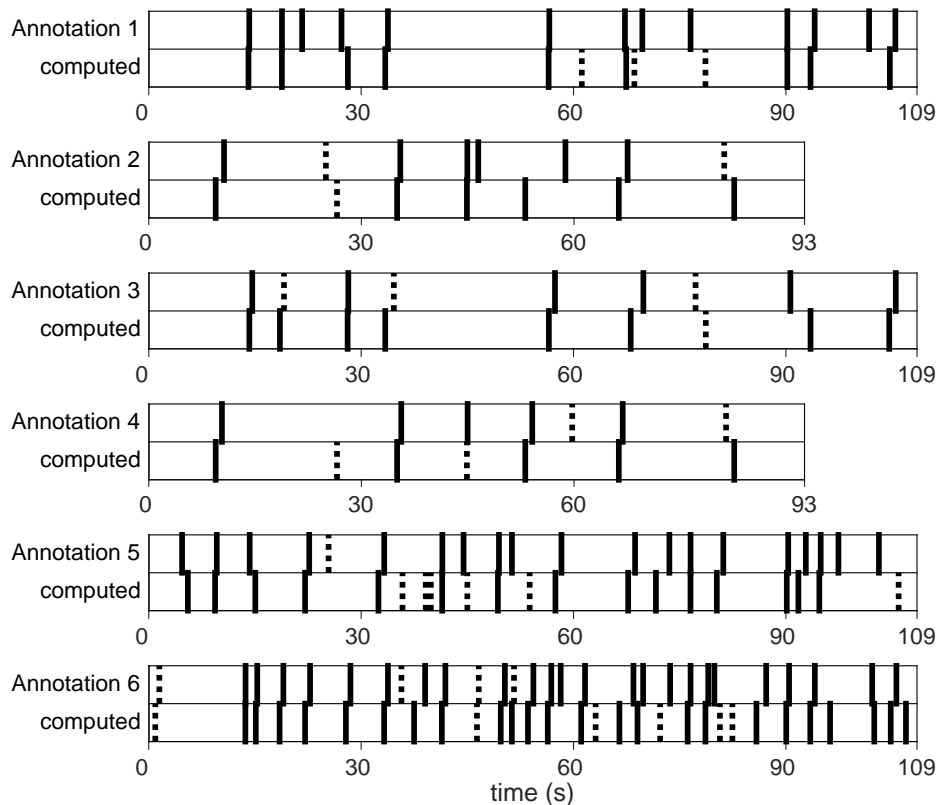 Annotation 1
computed
0 30 60 90 109
Annotation 2
computed
0 30 60 93
Annotation 3
computed
0 30 60 90 109
Annotation 4
computed
0 30 60 93
Annotation 5
computed
0 30 60 90 109
Annotation 6
computed
0 30 60 90 109
time (s)